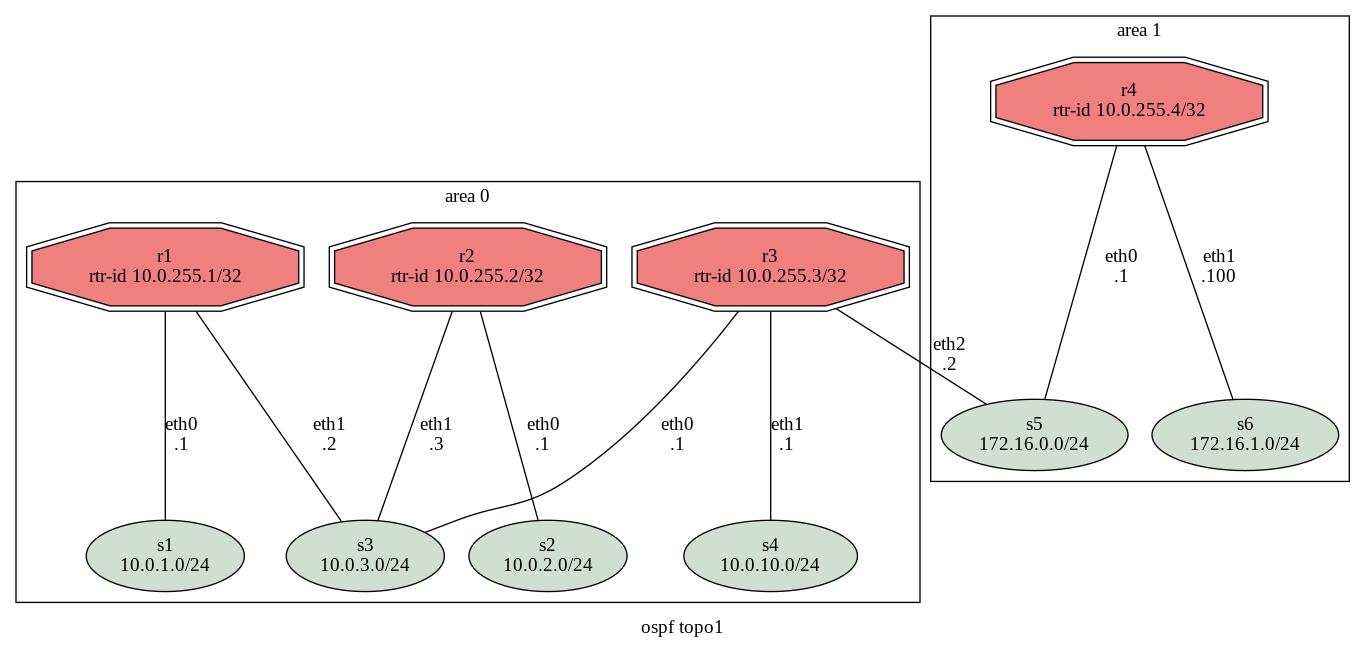 area 1
r4
rtr-id 10.0.255.4/32
area 0
r1
rtr-id 10.0.255.1/32
r2
rtr-id 10.0.255.2/32
r3
rtr-id 10.0.255.3/32
eth0
.1
eth1
.100
eth2
.2
eth0
.1
eth1
.2
eth1
.3
eth0
.1
eth0
.1
eth1
.1
s5
172.16.0.0/24
s6
172.16.1.0/24
s1
10.0.1.0/24
s3
10.0.3.0/24
s2
10.0.2.0/24
s4
10.0.10.0/24
ospf topo1